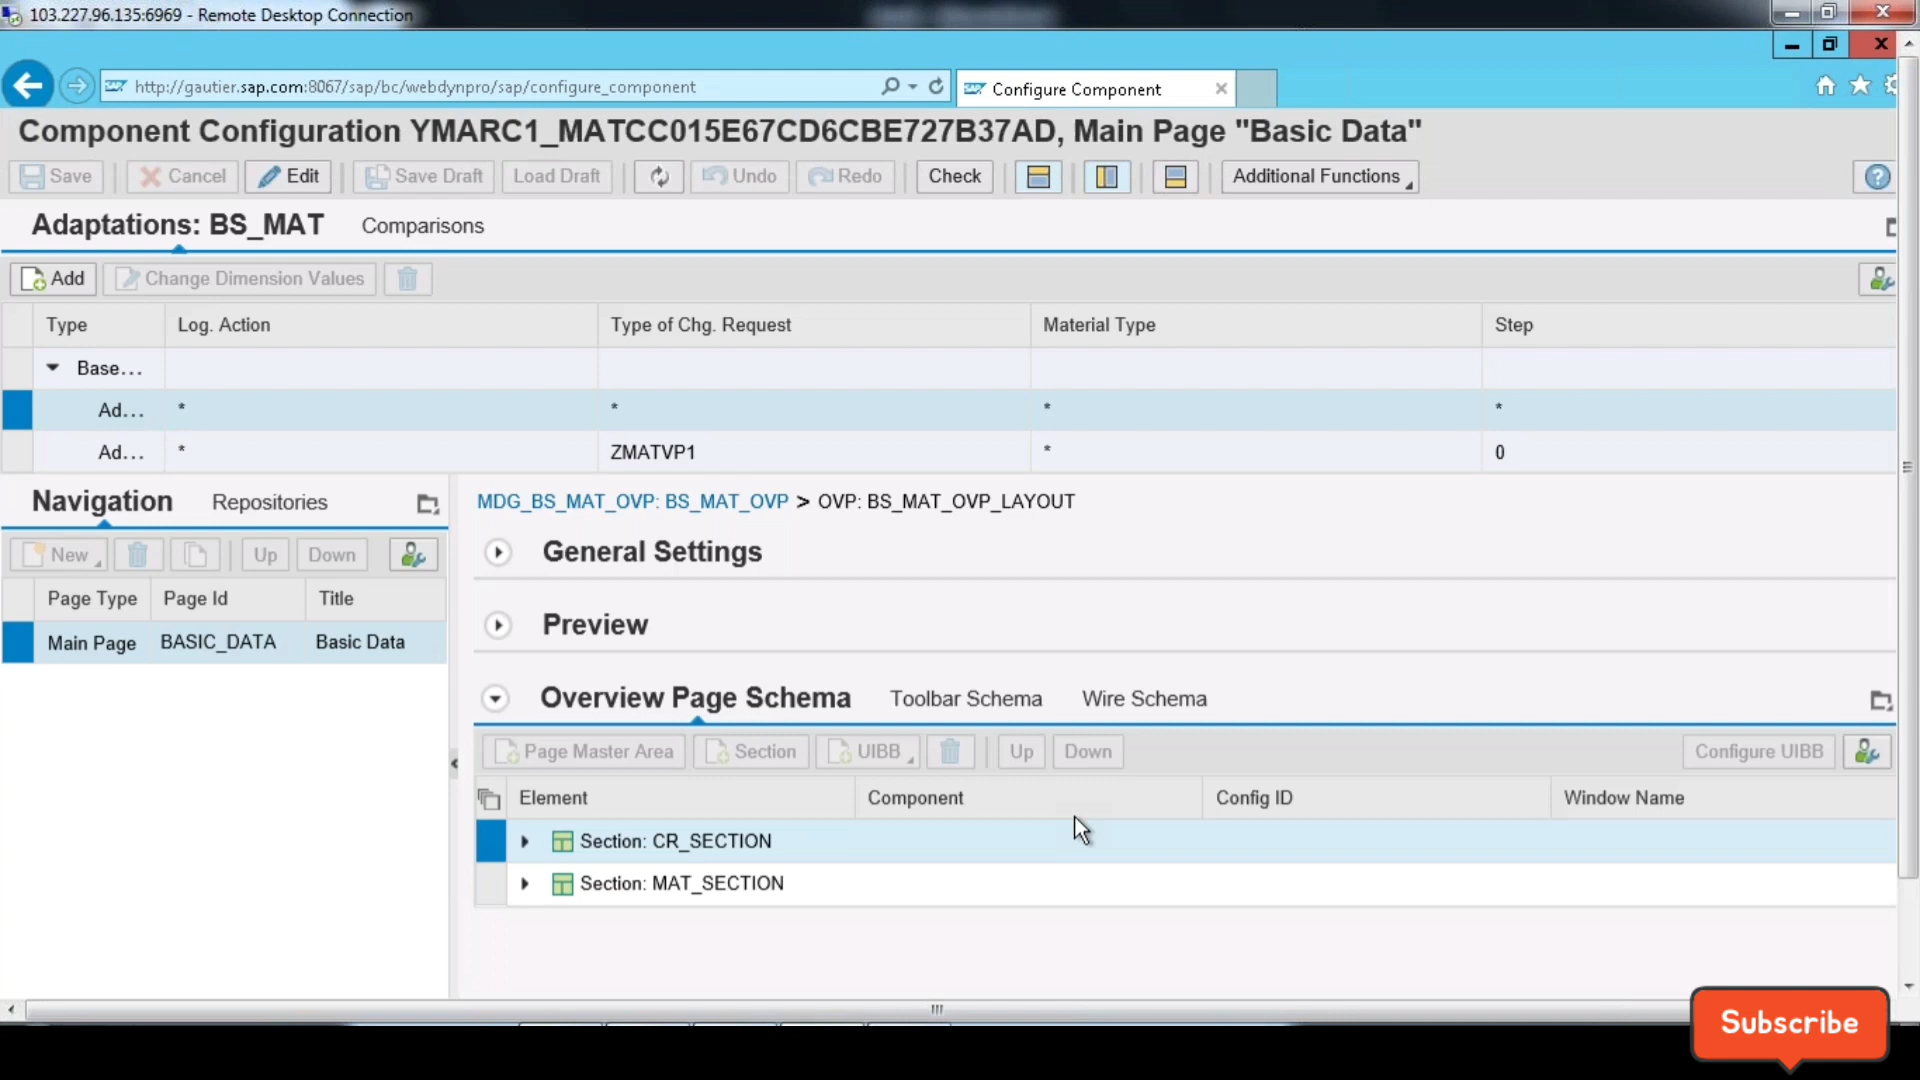 103.227.96.135:6969 - Remote Desktop Connection
http://gautier.sap.com:8067/sap/bc/webdynpro/sap/configure_component
Configure Component
Component Configuration YMARC1_MATCC015E67CD6CBE727B37AD, Main Page "Basic Data"
Save Cancel Edit Save Draft Load Draft Undo Redo Check Additional Functions
Adaptations: BS_MAT Comparisons
Add Change Dimension Values
Type Log. Action Type of Chg. Request Material Type Step
Base...
Ad... * * * *
Ad... * ZMATVP1 * 0
Navigation Repositories
New Up Down
Page Type Page Id Title
Main Page BASIC_DATA Basic Data
MDG_BS_MAT_OVP: BS_MAT_OVP > OVP: BS_MAT_OVP_LAYOUT
General Settings
Preview
Overview Page Schema Toolbar Schema Wire Schema
Page Master Area Section UIBB Up Down Configure UIBB
Element Component Config ID Window Name
Section: CR_SECTION
Section: MAT_SECTION
Subscribe